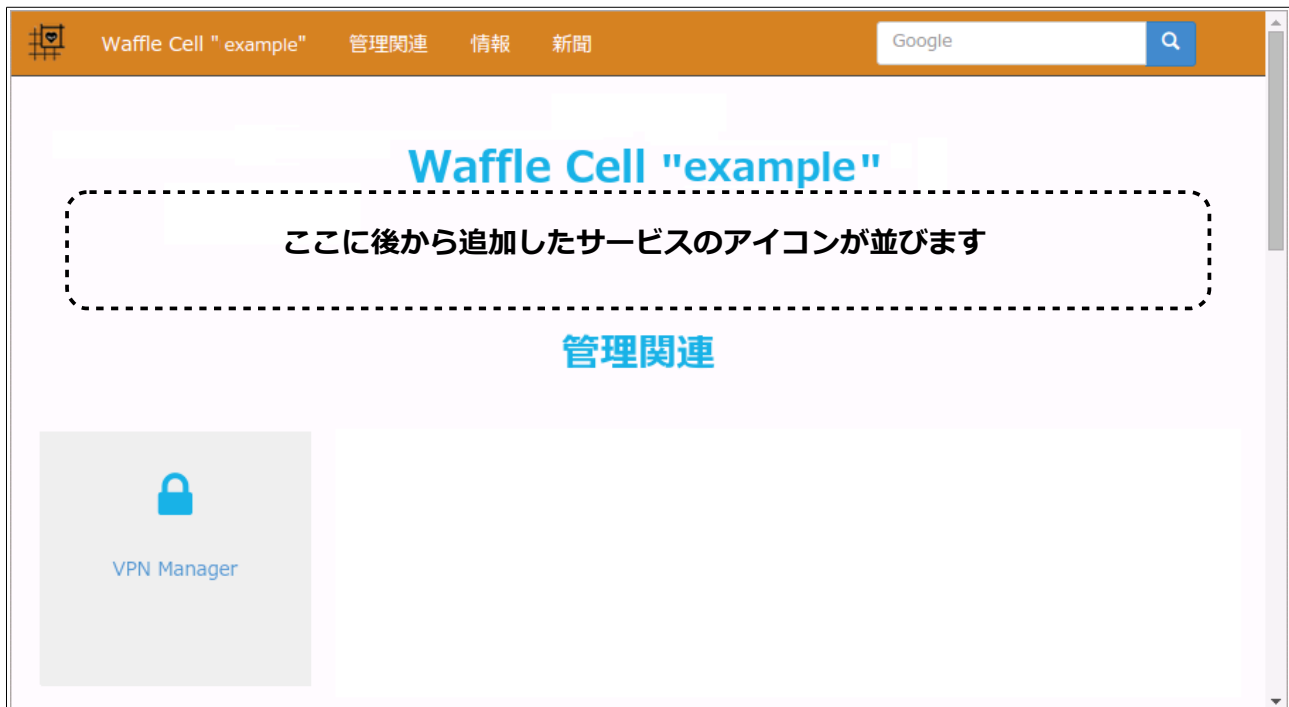 Waffle Cell " example" 管理関連 情報 新聞 Google
Waffle Cell "example"
ここに後から追加したサービスのアイコンが並びます
管理関連
VPN Manager